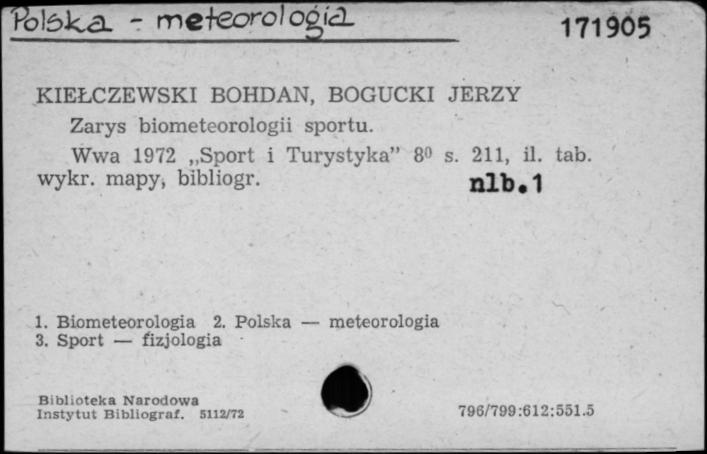 Polska - meteorologia
171905
KIEŁCZEWSKI BOHDAN, BOGUCKI JERZY
Zarys biometeorologii sportu.
Wwa 1972 „Sport i Turystyka” 8⁰ s. 211, il. tab.
wykr. mapy, bibliogr.
nlb.1
1. Biometeorologia 2. Polska — meteorologia
3. Sport — fizjologia
Biblioteka Narodowa
Instytut Bibliograf. 5112/72
796/799:612:551.5